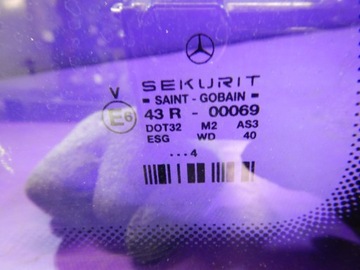 SEKURIT
SAINT - GOBAIN
V
E6
43 R - 00069
DOT32 M2 AS3
ESG WD 40
...4